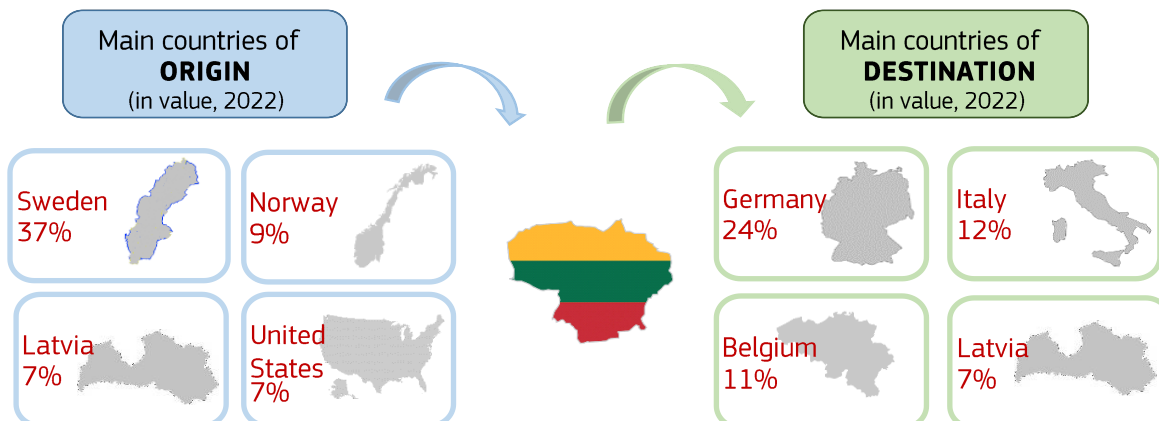 Main countries of
ORIGIN
(in value, 2022)
Main countries of
DESTINATION
(in value, 2022)
Sweden
37%
Norway
9%
Germany
24%
Italy
12%
Latvia
7%
United
States
7%
Belgium
11%
Latvia
7%